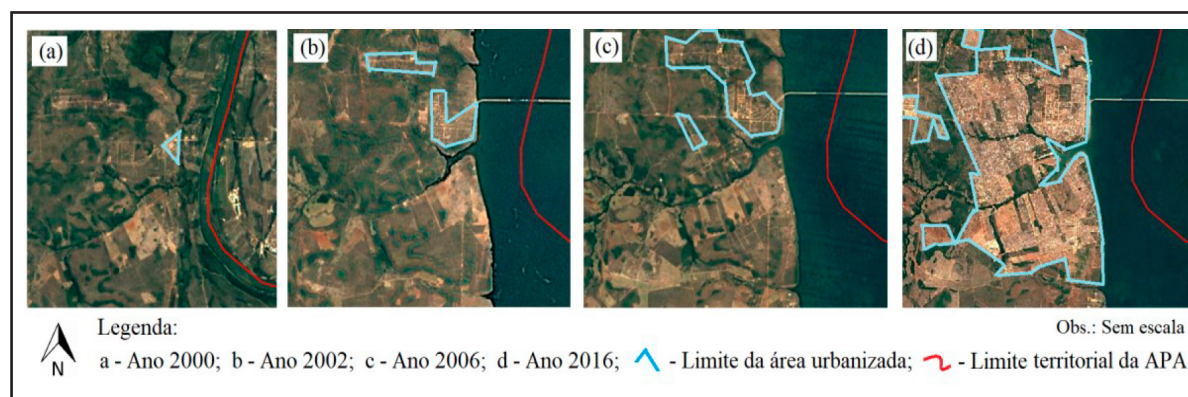 (a)
(b)
(c)
(d)
Legenda:
Obs.: Sem escala
N
a - Ano 2000; b - Ano 2002; c - Ano 2006; d - Ano 2016; - Limite da área urbanizada; - Limite territorial da APA